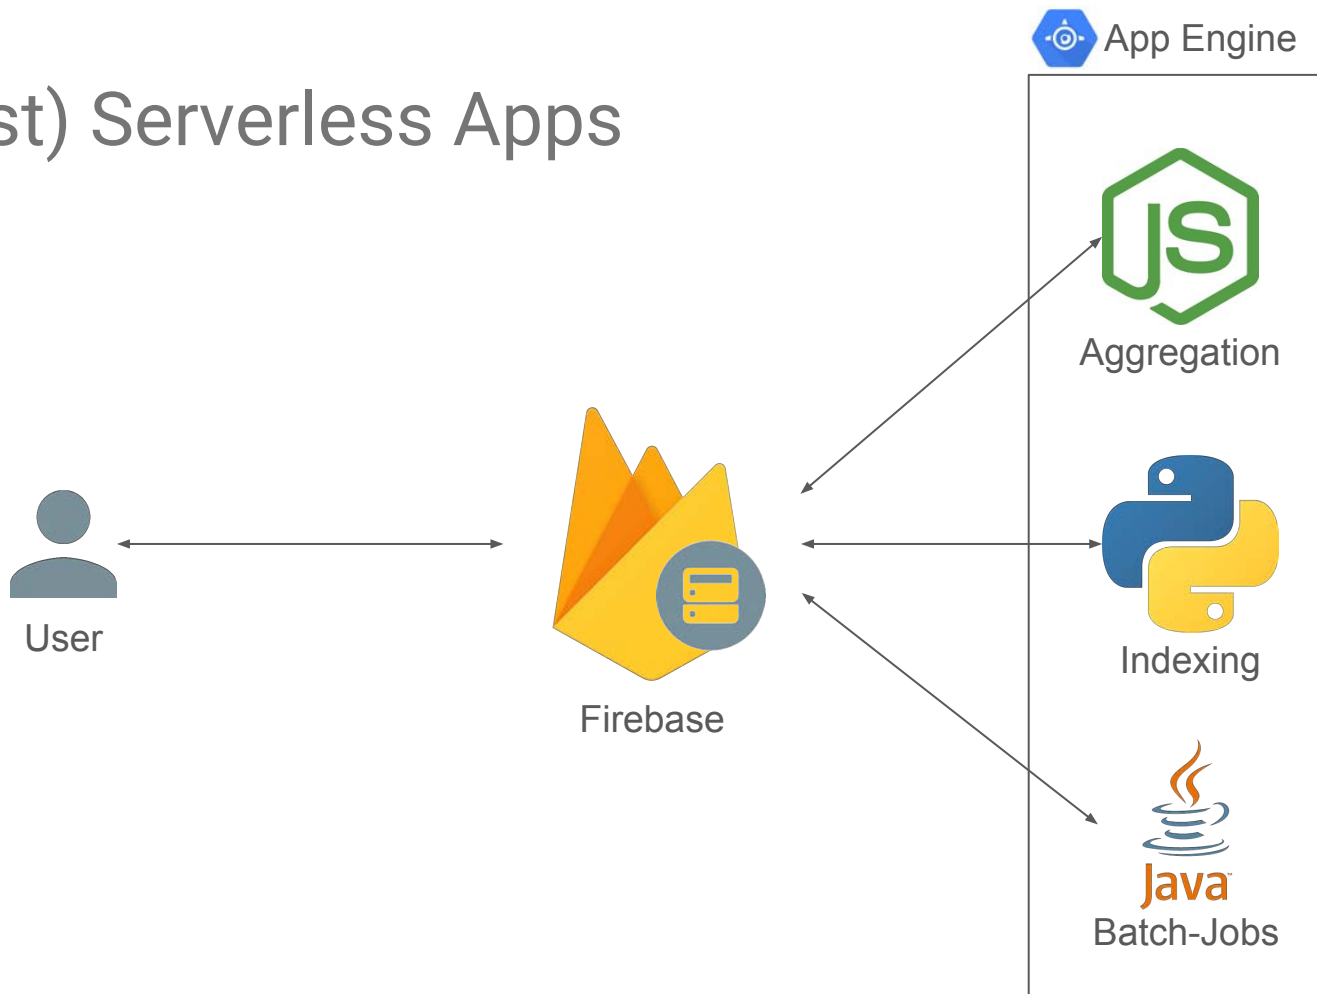 App Engine
st) Serverless Apps
JS
Aggregation
User
Firebase
Indexing
Java
Batch-Jobs